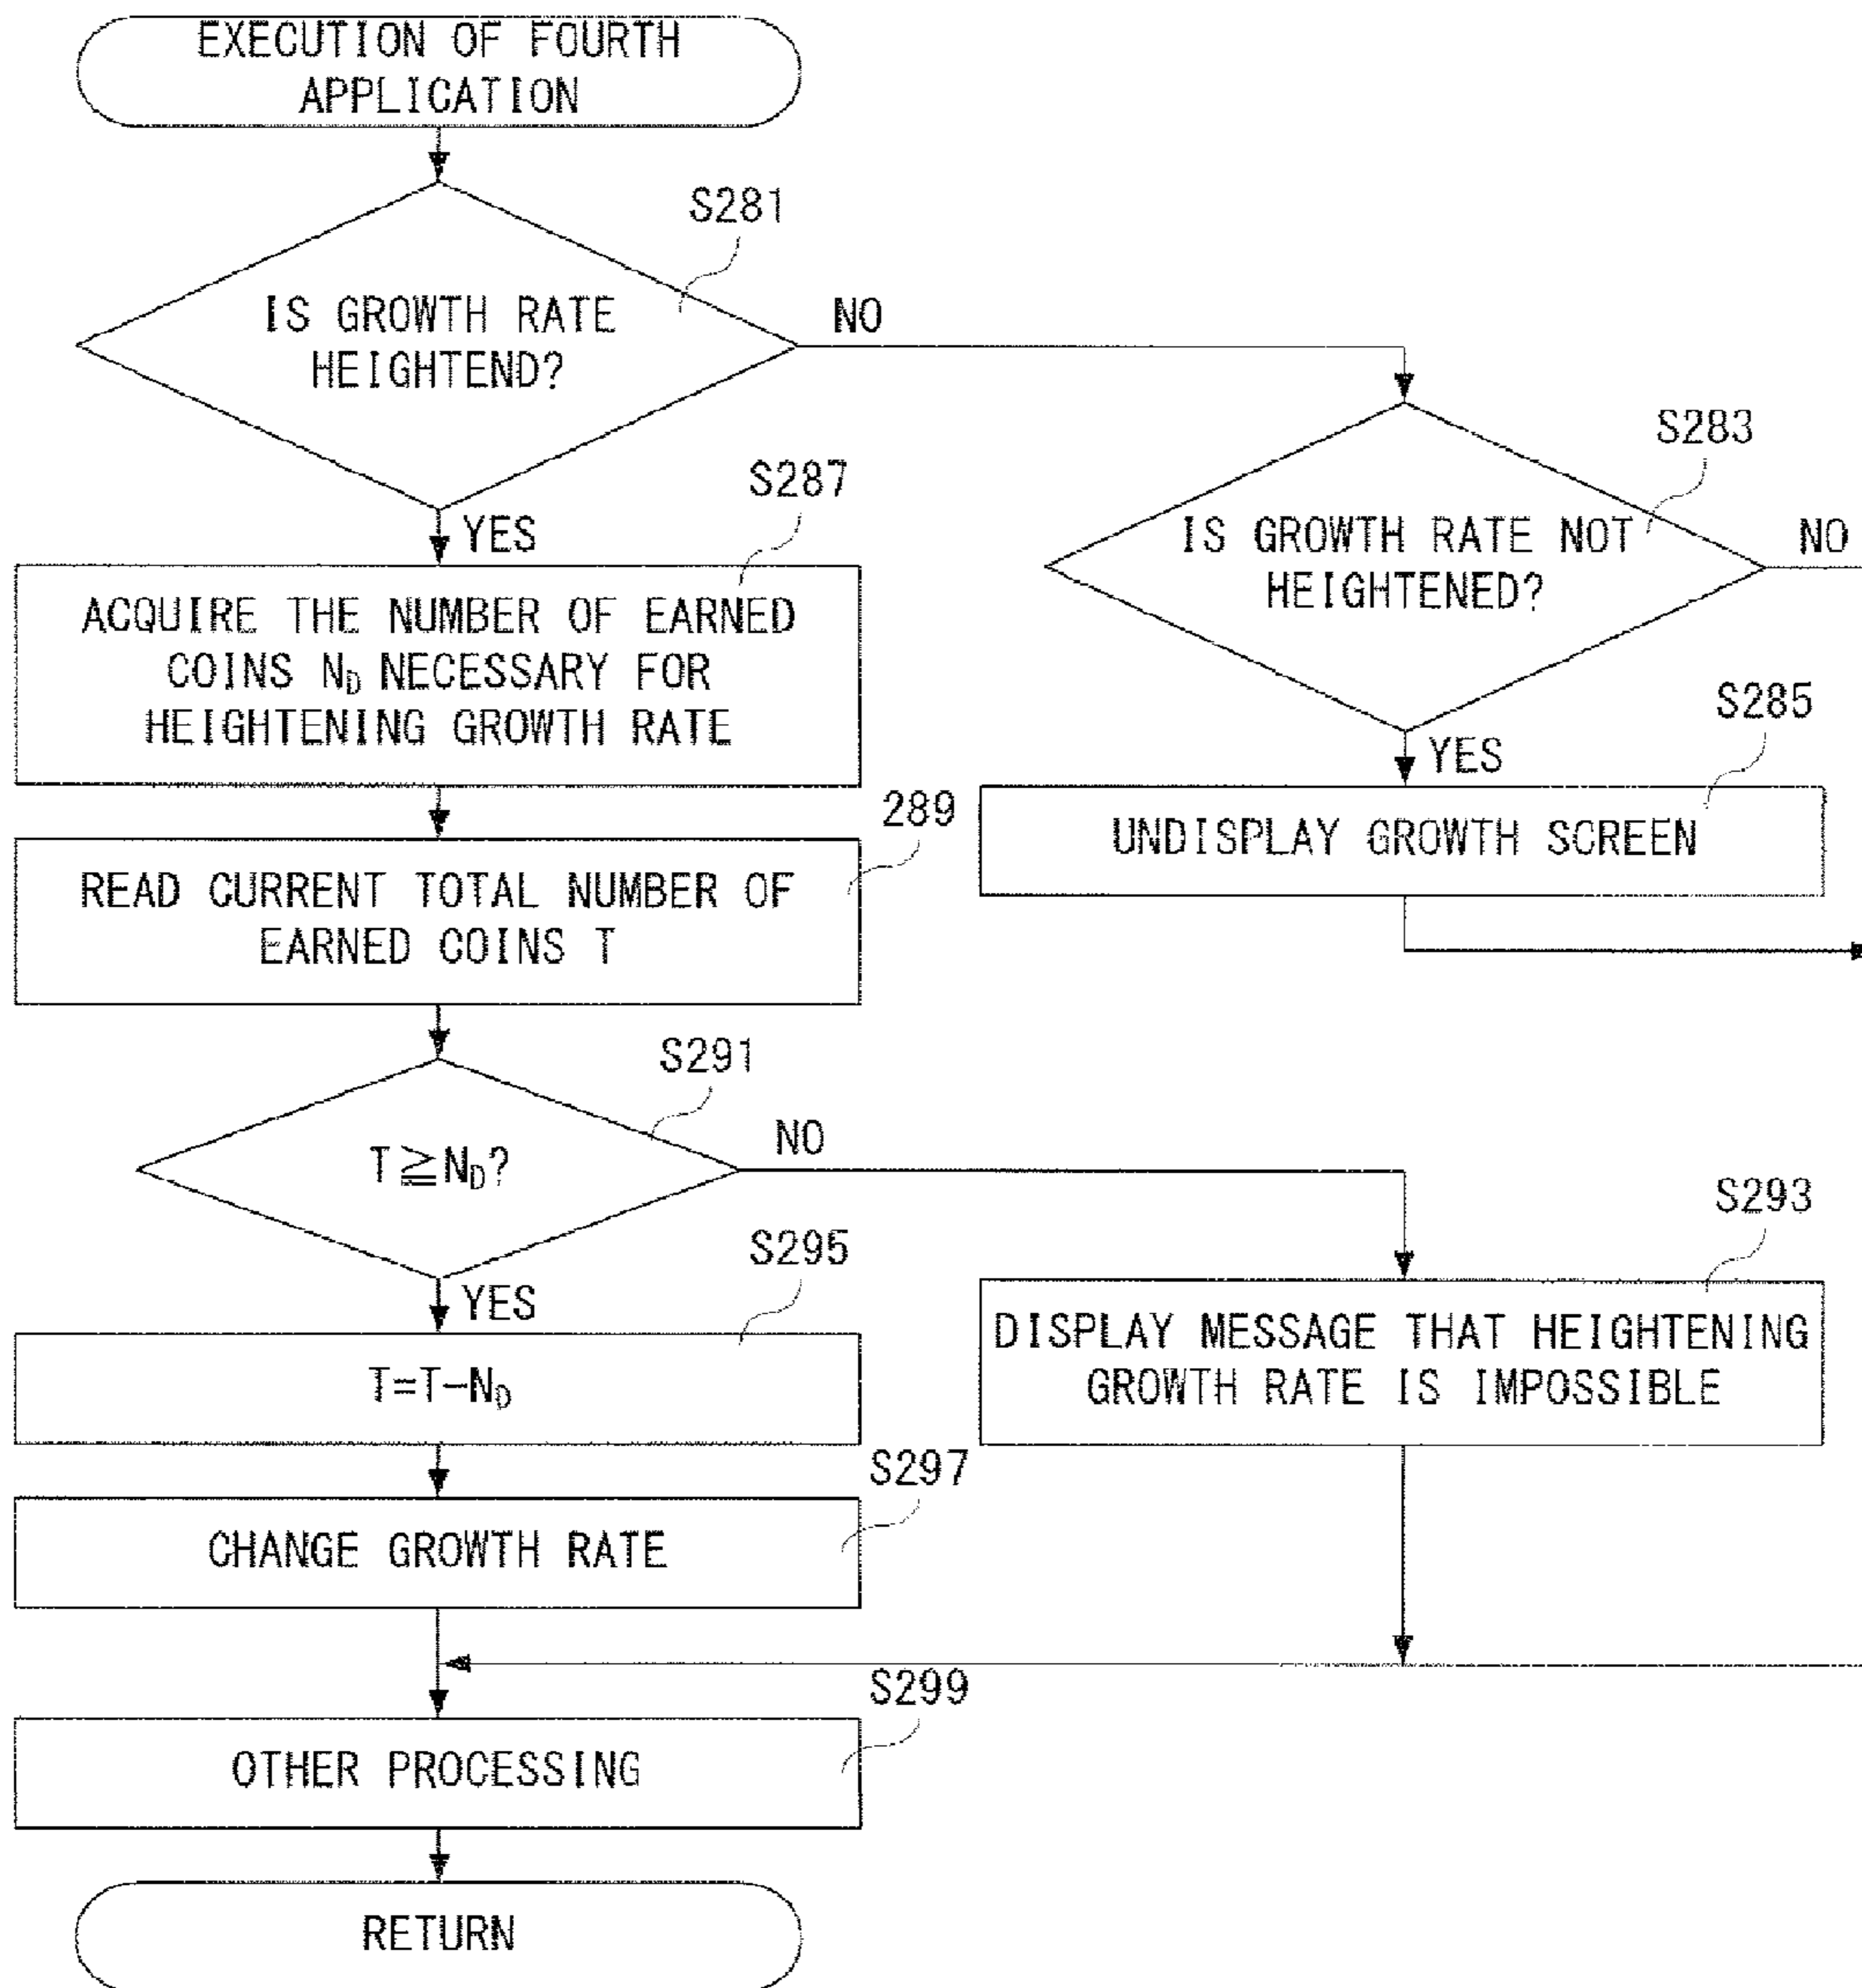 EXECUTION OF FOURTH
APPLICATION
S281
IS GROWTH RATE
HEIGHTEND?
NO
S283
IS GROWTH RATE NOT
HEIGHTENED?
NO
YES
S287
ACQUIRE THE NUMBER OF EARNED
COINS N_D NECESSARY FOR
HEIGHTENING GROWTH RATE
YES
S285
UNDISPLAY GROWTH SCREEN
289
READ CURRENT TOTAL NUMBER OF
EARNED COINS T
S291
T≧N_D?
NO
S293
DISPLAY MESSAGE THAT HEIGHTENING
GROWTH RATE IS IMPOSSIBLE
YES
S295
T=T-N_D
S297
CHANGE GROWTH RATE
S299
OTHER PROCESSING
RETURN